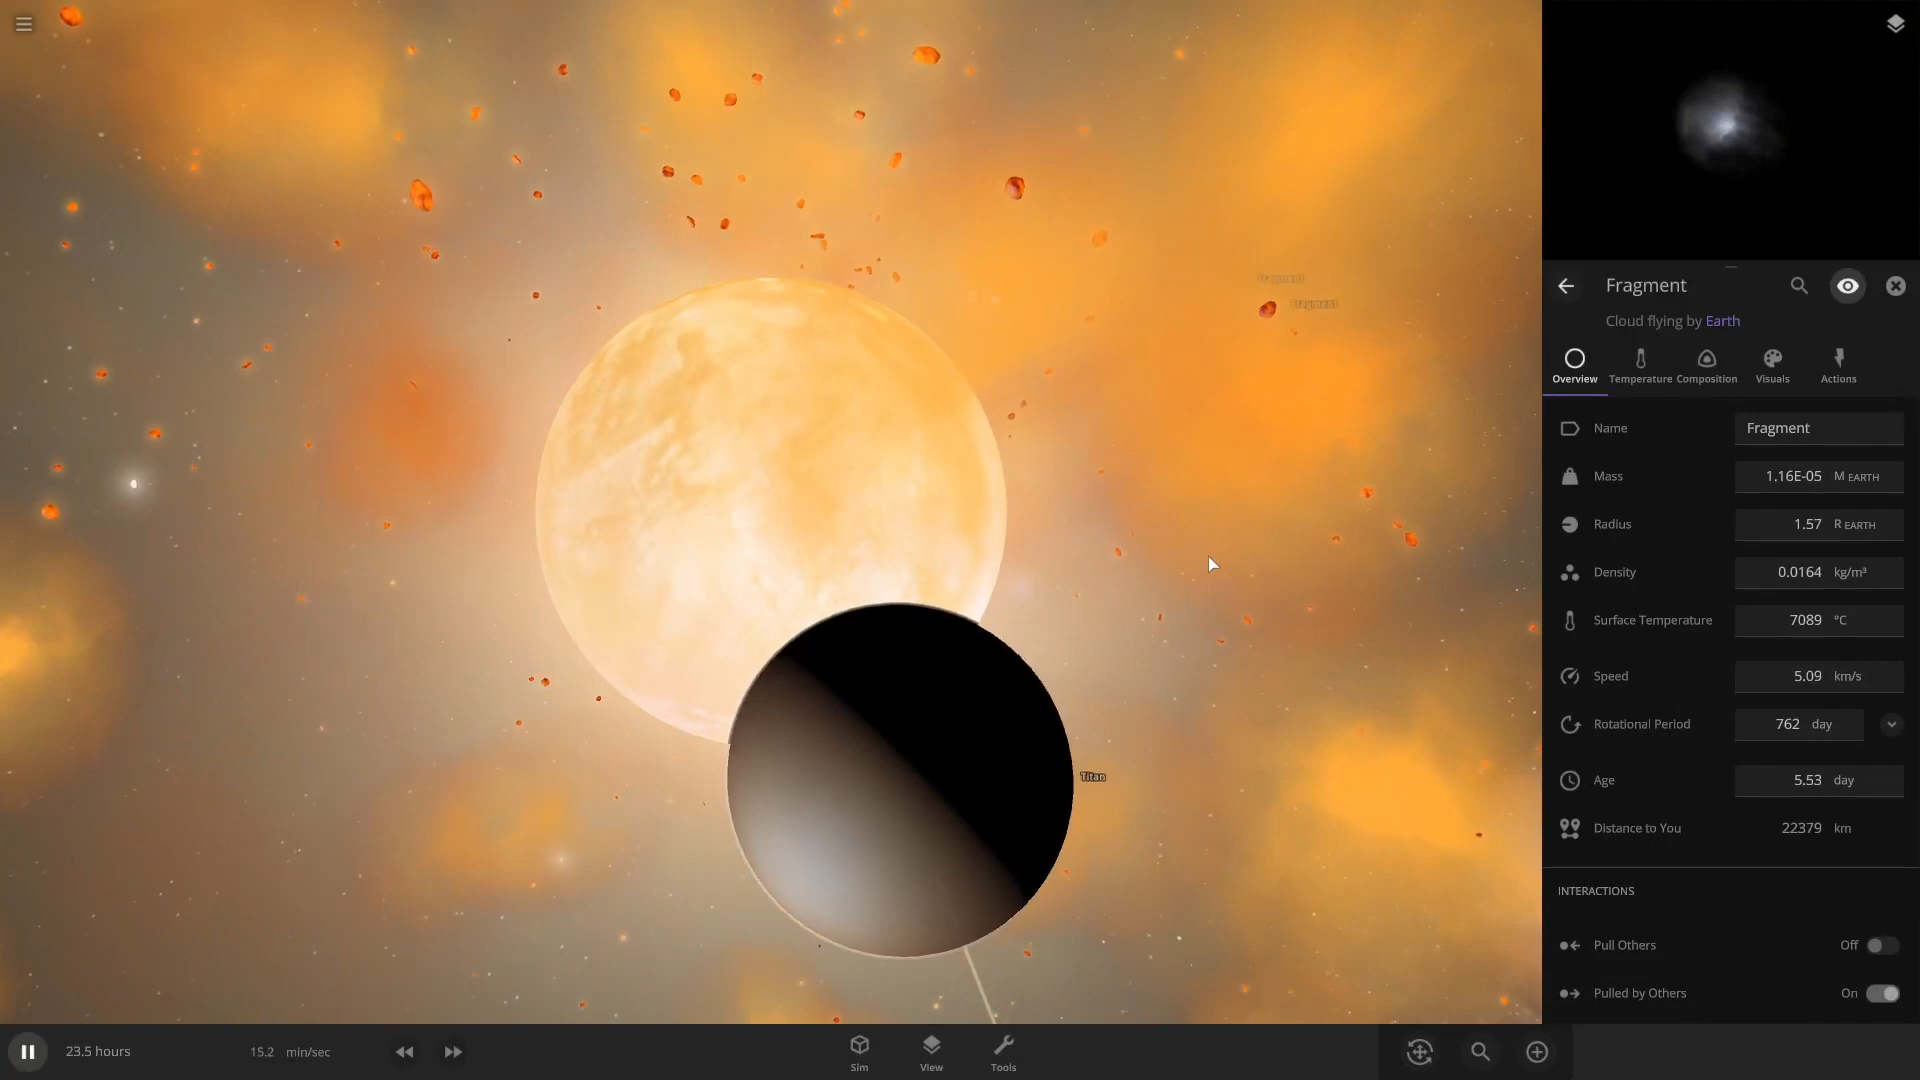 Fragment
Cloud flying by Earth
Overview
Temperature
Composition
Visuals
Actions
Name Fragment
Mass 1.16E-05 M EARTH
Radius 1.57 R EARTH
Density 0.0164 kg/m³
Surface Temperature 7089 °C
Speed 5.09 km/s
Rotational Period 762 day
Age 5.53 day
Distance to You 22379 km
INTERACTIONS
Pull Others Off
Pulled by Others On
Fragment
Fragment
Titan
23.5 hours
15.2 min/sec
Sim
View
Tools